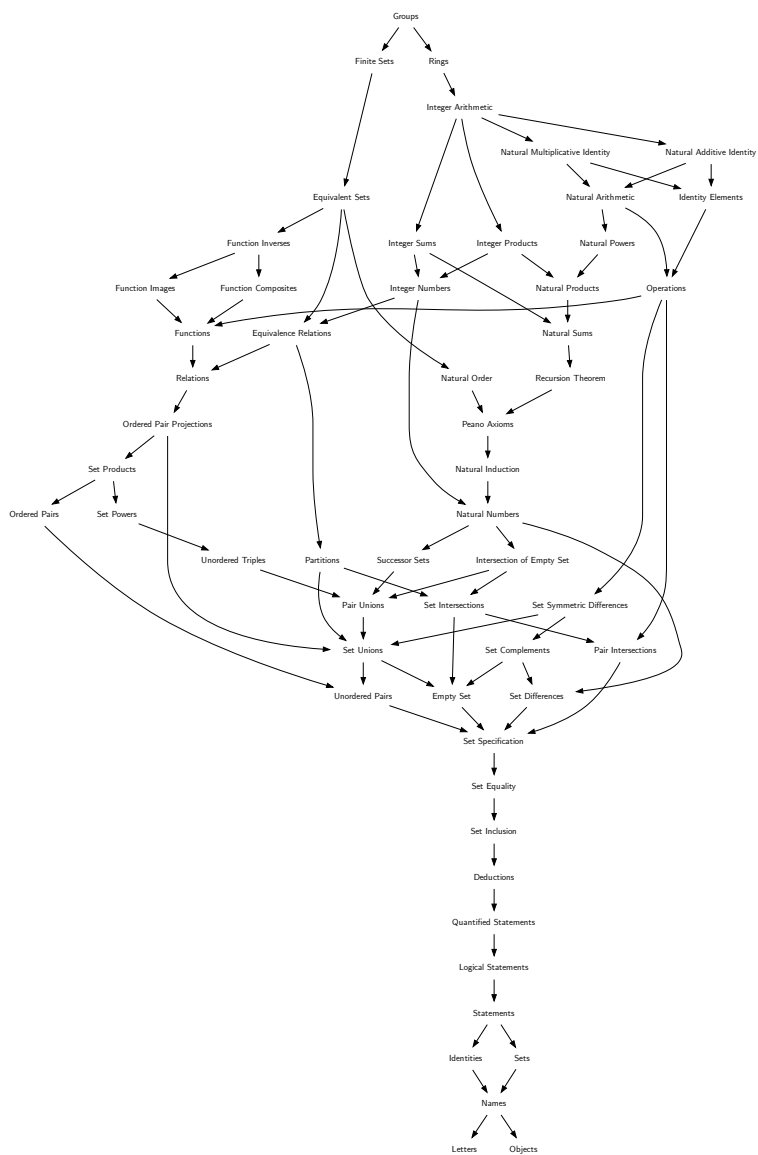 Groups
Finite Sets
Rings
Integer Arithmetic
Natural Multiplicative Identity
Natural Additive Identity
Equivalent Sets
Natural Arithmetic
Identity Elements
Function Inverses
Integer Sums
Integer Products
Natural Powers
Function Images
Function Composites
Integer Numbers
Natural Products
Operations
Functions
Equivalence Relations
Natural Sums
Relations
Natural Order
Recursion Theorem
Ordered Pair Projections
Peano Axioms
Set Products
Natural Induction
Ordered Pairs
Set Powers
Natural Numbers
Unordered Triples
Partitions
Successor Sets
Intersection of Empty Set
Pair Unions
Set Intersections
Set Symmetric Differences
Set Unions
Set Complements
Pair Intersections
Unordered Pairs
Empty Set
Set Differences
Set Specification
Set Equality
Set Inclusion
Deductions
Quantified Statements
Logical Statements
Statements
Identities
Sets
Names
Letters
Objects